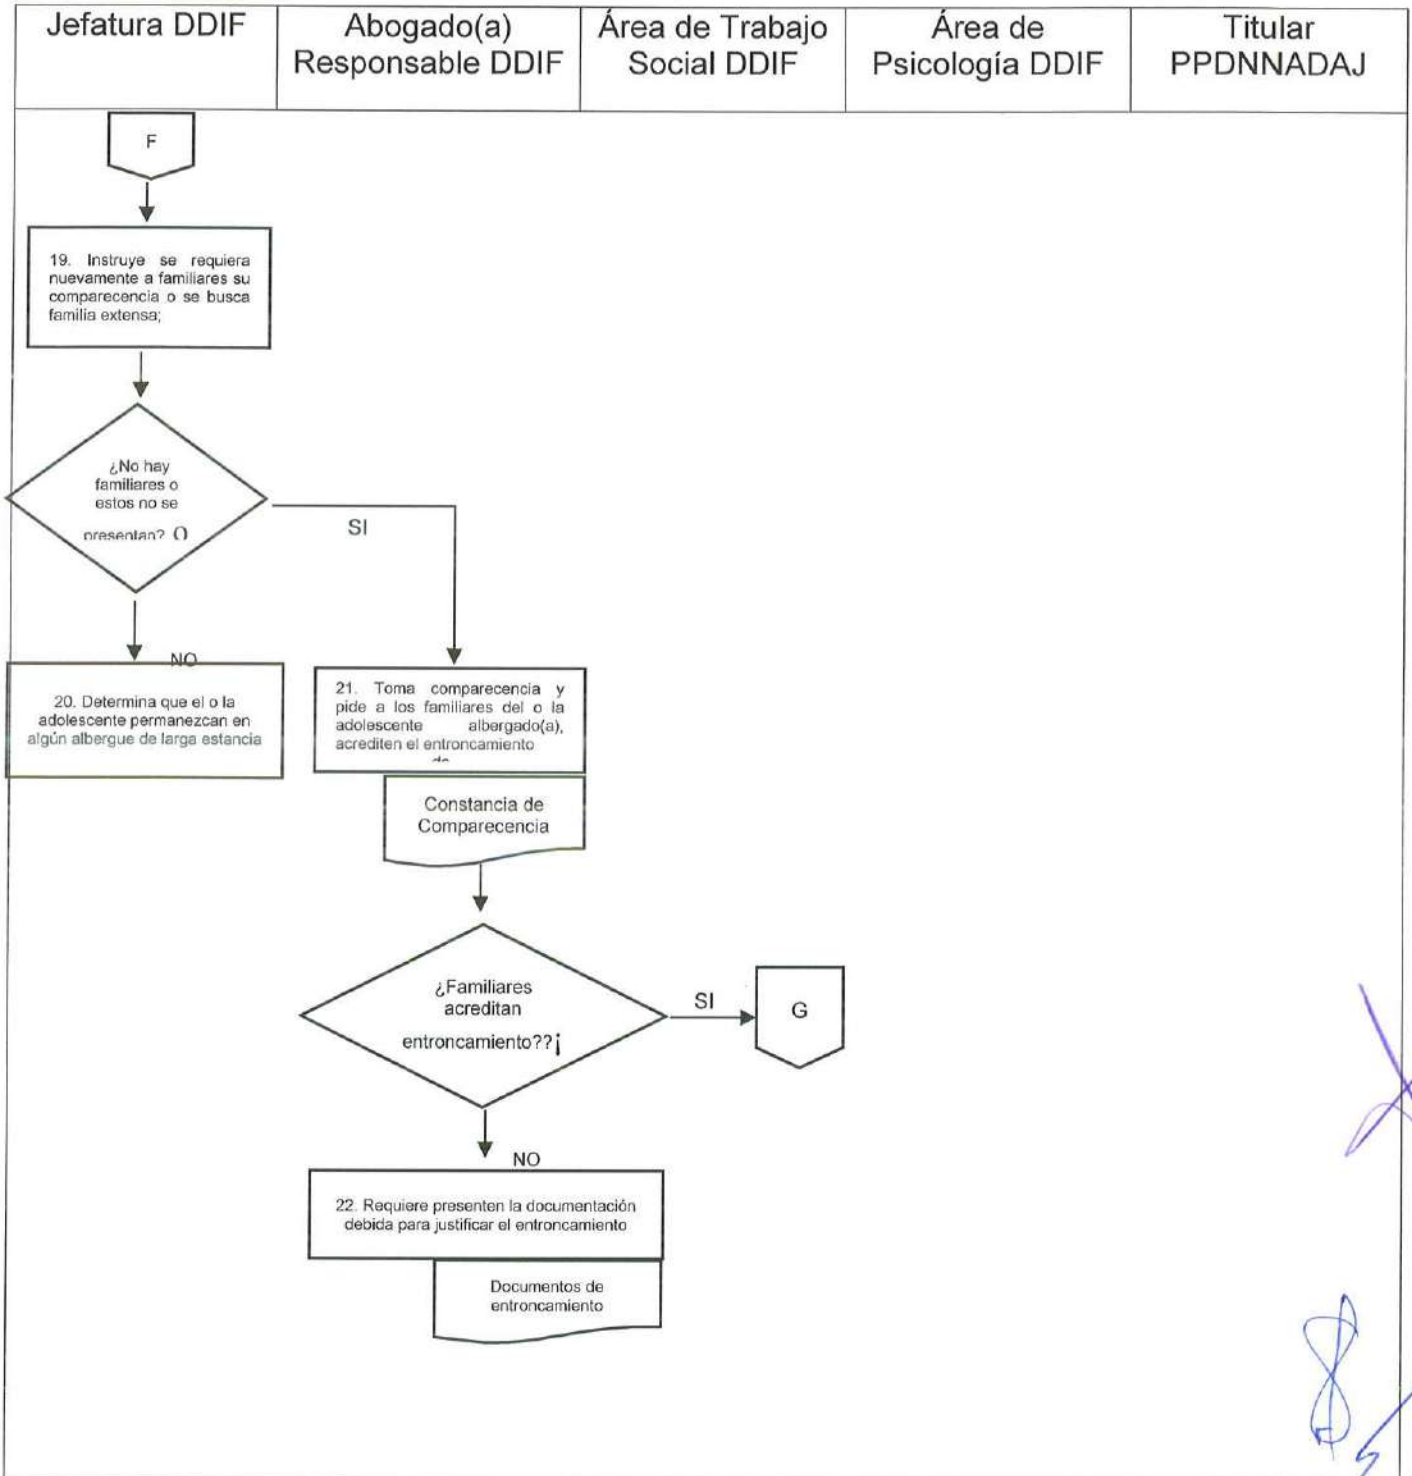 Jefatura DDIF
Abogado(a)
Responsable DDIF
Área de Trabajo
Social DDIF
Área de
Psicología DDIF
Titular
PPDNNADAJ
F
19. Instruye se requiera
nuevamente a familiares su
comparecencia o se busca
familia extensa;
¿No hay
familiares o
estos no se
presentan? O
SI
NO
20. Determina que el o la
adolescente permanezcan en
algún albergue de larga estancia
21. Toma comparecencia y
pide a los familiares del o la
adolescente albergado(a),
acrediten el entroncamiento
de
Constancia de
Comparecencia
¿Familiares
acreditan
entroncamiento??¡
SI
G
NO
22. Requiere presenten la documentación
debida para justificar el entroncamiento
Documentos de
entroncamiento